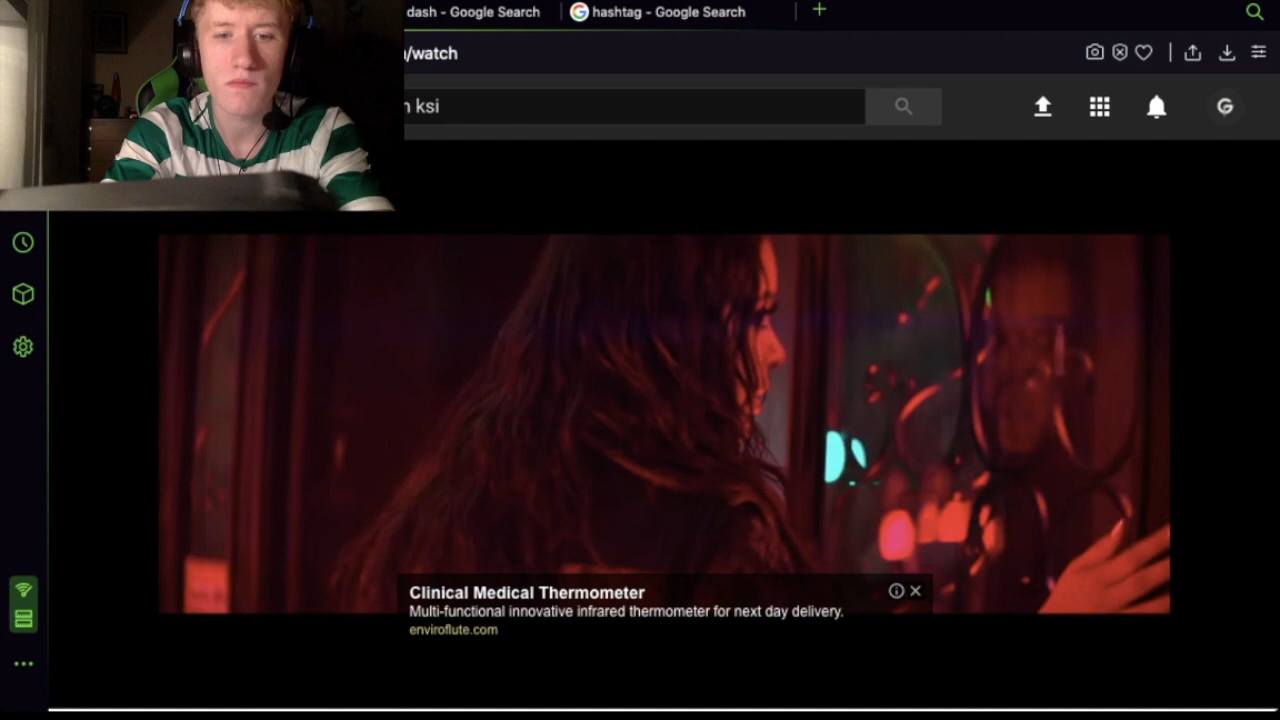 dash - Google Search
hashtag - Google Search
/watch
ksi
Clinical Medical Thermometer
Multi-functional innovative infrared thermometer for next day delivery.
enviroflute.com